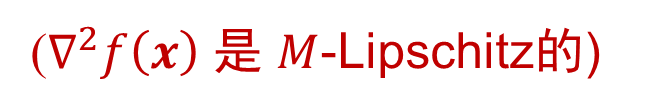 (∇²f(x) 是 M-Lipschitz的)